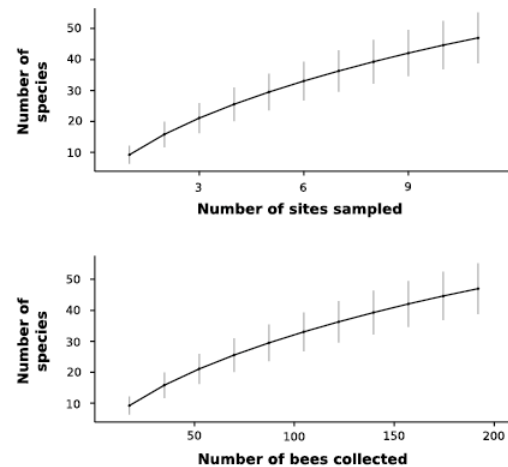 Number of
species
50
40
30
20
10
3
6
9
Number of sites sampled
Number of
species
50
40
30
20
10
50
100
150
200
Number of bees collected